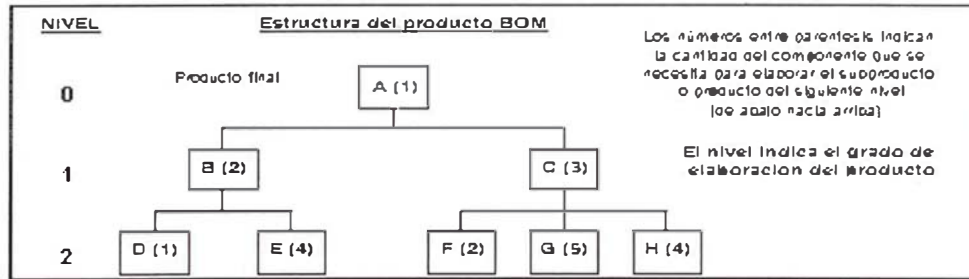 NIVEL
Estructura del producto BOM
Los números entre parentesis indican
la cantidad del componente que se
necesita para elaborar el subproducto
o producto del siguiente nivel
(de abajo hacia arriba)
Producto final
0
A (1)
El nivel indica el grado de
elaboracion del producto
1
B (2)
C (3)
2
D (1)
E (4)
F (2)
G (5)
H (4)